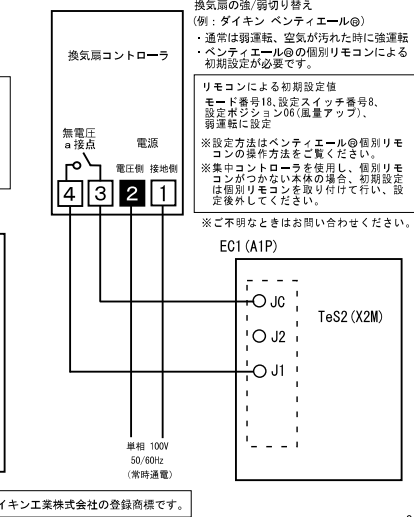 換気扇の強/弱切り替え
(例：ダイキン ベンティエール®)
・通常は弱運転、空気が汚れた時に強運転
・ベンティエール®の個別リモコンによる
初期設定が必要です。
リモコンによる初期設定値
モード番号18、設定スイッチ番号8、
設定ポジション06(風量アップ)、
弱運転に設定
※設定方法はベンティエール®個別リモ
コンの操作方法をご覧ください。
※集中コントローラを使用し、個別リモ
コンがつかない本体の場合、初期設定
は個別リモコンを取り付けて行い、設
定後外してください。
※ご不明なときはお問い合わせください。
換気扇コントローラ
無電圧
a接点
電源
電圧側 接地側
4 3 2 1
EC1(A1P)
JC
J2
J1
TeS2(X2M)
単相 100V
50/60Hz
(常時通電)
イキン工業株式会社の登録商標です。